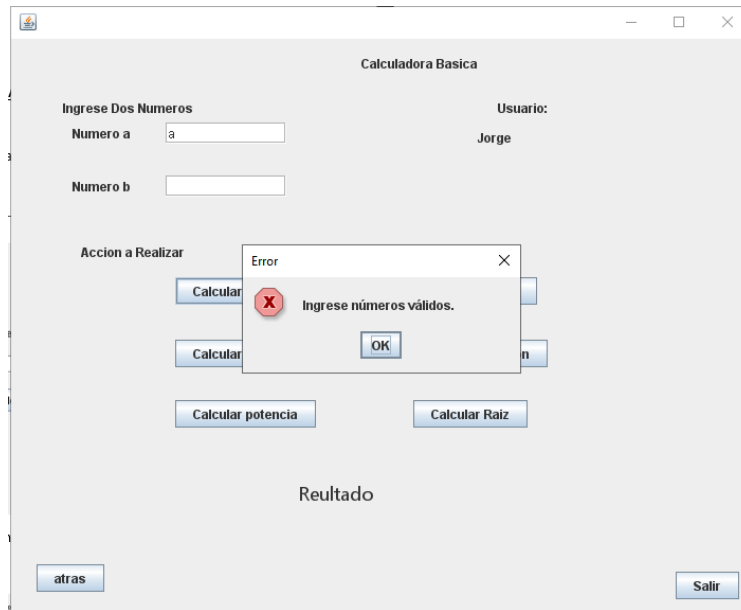 Calculadora Basica
Ingrese Dos Numeros
Usuario:
Numero a
a
Jorge
Numero b
Accion a Realizar
Error
Calcular
Ingrese números válidos.
OK
Calcular
n
Calcular potencia
Calcular Raiz
Reultado
atras
Salir